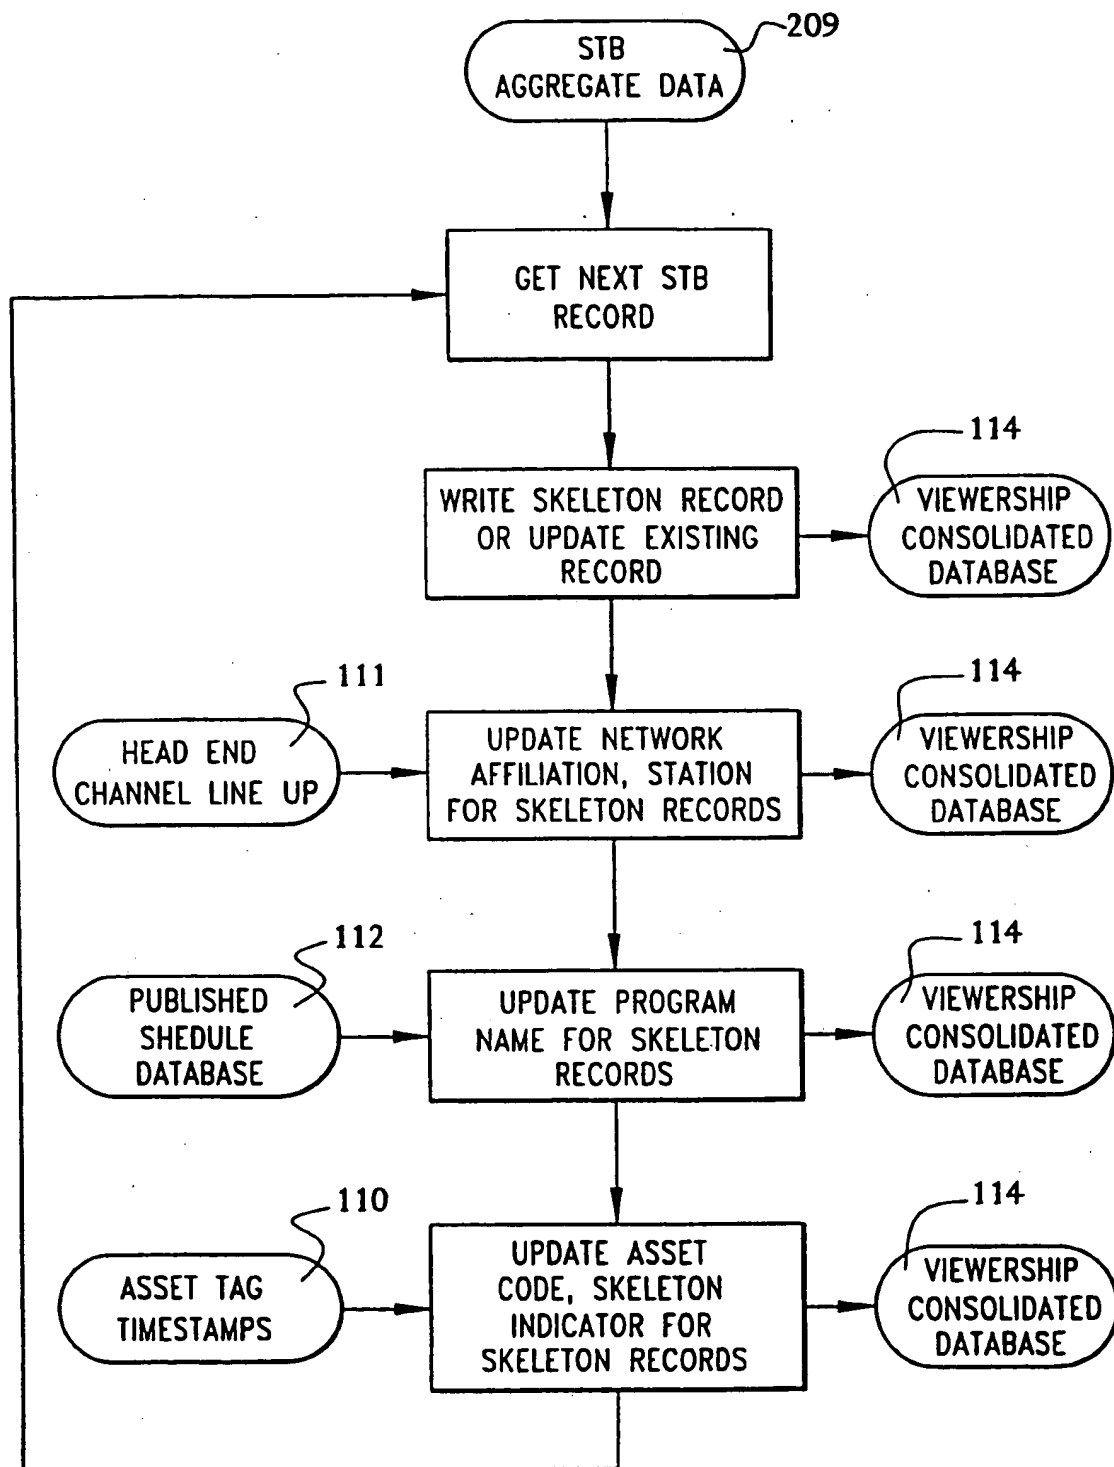 209
STB
AGGREGATE DATA
GET NEXT STB
RECORD
114
WRITE SKELETON RECORD
OR UPDATE EXISTING
RECORD
VIEWERSHIP
CONSOLIDATED
DATABASE
111
114
HEAD END
CHANNEL LINE UP
UPDATE NETWORK
AFFILIATION, STATION
FOR SKELETON RECORDS
VIEWERSHIP
CONSOLIDATED
DATABASE
112
114
PUBLISHED
SHEDULE
DATABASE
UPDATE PROGRAM
NAME FOR SKELETON
RECORDS
VIEWERSHIP
CONSOLIDATED
DATABASE
110
114
ASSET TAG
TIMESTAMPS
UPDATE ASSET
CODE, SKELETON
INDICATOR FOR
SKELETON RECORDS
VIEWERSHIP
CONSOLIDATED
DATABASE